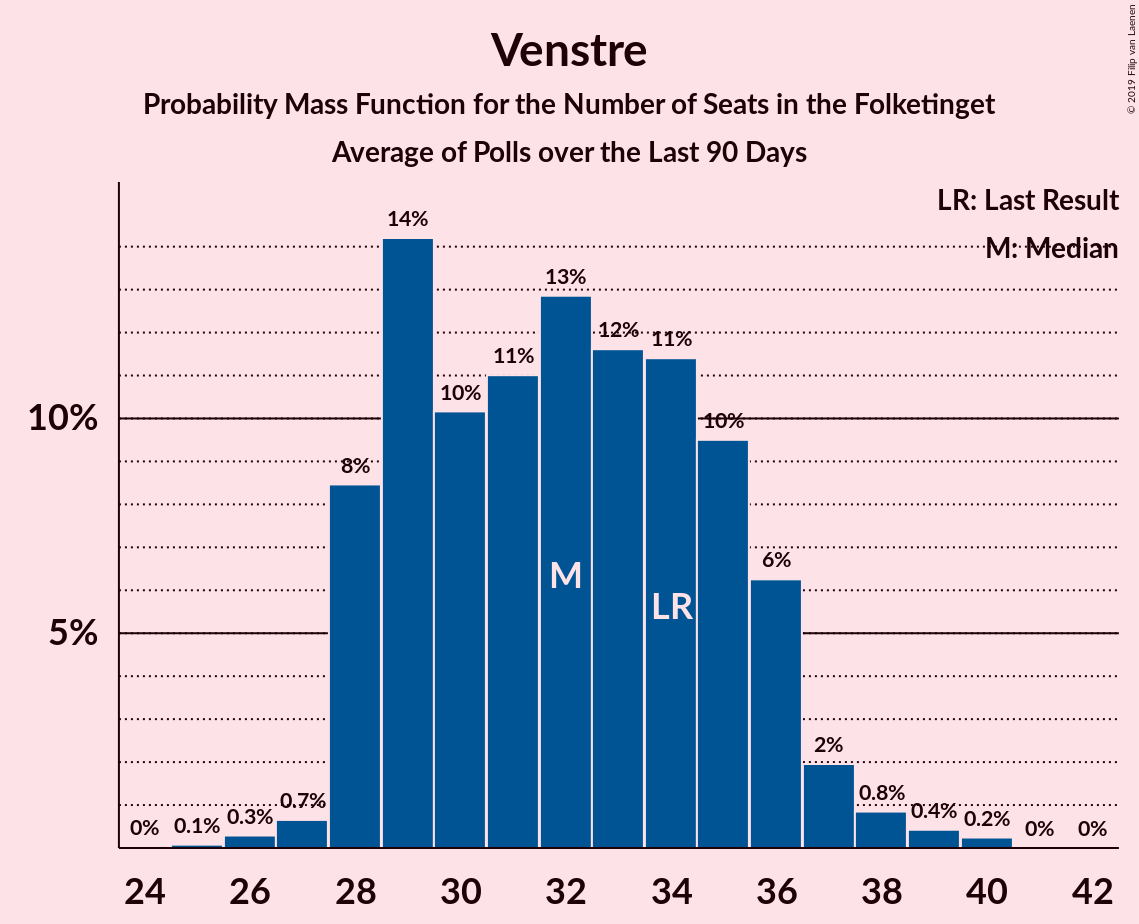 Venstre
Probability Mass Function for the Number of Seats in the Folketinget
Average of Polls over the Last 90 Days
© 2019 Filip van Laenen
LR: Last Result
M: Median
14%
13%
12%
11%
11%
10%
10%
10%
8%
M
6%
LR
5%
2%
0.8%
0.7%
0.4%
0.3%
0.2%
0.1%
0%
0%
0%
24 26 28 30 32 34 36 38 40 42